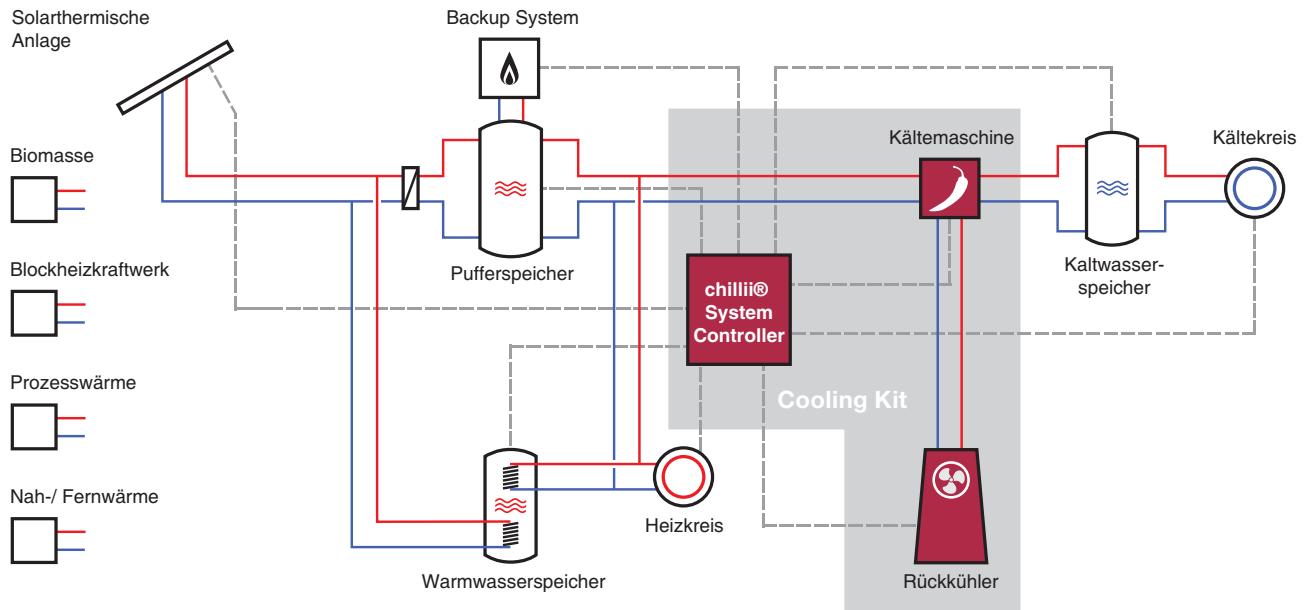 Solarthermische
Anlage
Backup System
Biomasse
Kältemaschine
Kältekreis
Blockheizkraftwerk
Pufferspeicher
Kaltwasser-
speicher
chillii®
System
Controller
Prozesswärme
Cooling Kit
Nah-/ Fernwärme
Heizkreis
Warmwasserspeicher
Rückkühler